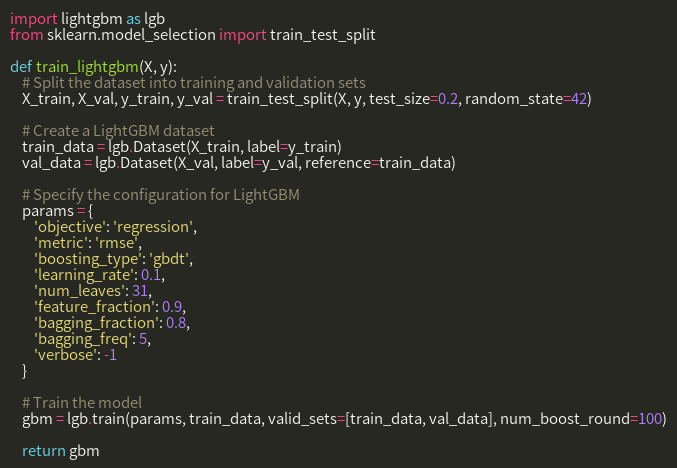 import lightgbm as lgb
from sklearn.model_selection import train_test_split
def train_lightgbm(X, y):
# Split the dataset into training and validation sets
X_train, X_val, y_train, y_val = train_test_split(X, y, test_size=0.2, random_state=42)
# Create a LightGBM dataset
train_data = lgb.Dataset(X_train, label=y_train)
val_data = lgb.Dataset(X_val, label=y_val, reference=train_data)
# Specify the configuration for LightGBM
params = {
'objective': 'regression',
'metric': 'rmse',
'boosting_type': 'gbdt',
'learning_rate': 0.1,
'num_leaves': 31,
'feature_fraction': 0.9,
'bagging_fraction': 0.8,
'bagging_freq': 5,
'verbose': -1
}
# Train the model
gbm = lgb.train(params, train_data, valid_sets=[train_data, val_data], num_boost_round=100)
return gbm